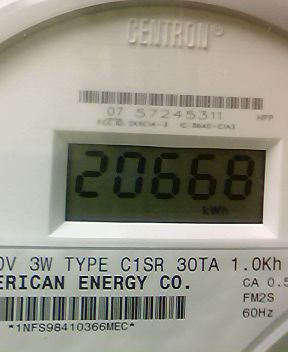 CENTRON®
07 57245311
HPP
20668
kWh
0V 3W TYPE C1SR 30TA 1.0Kh
ERICAN ENERGY CO.
CA 0.5
FM2S
60Hz
*1NFS98410366MEC*